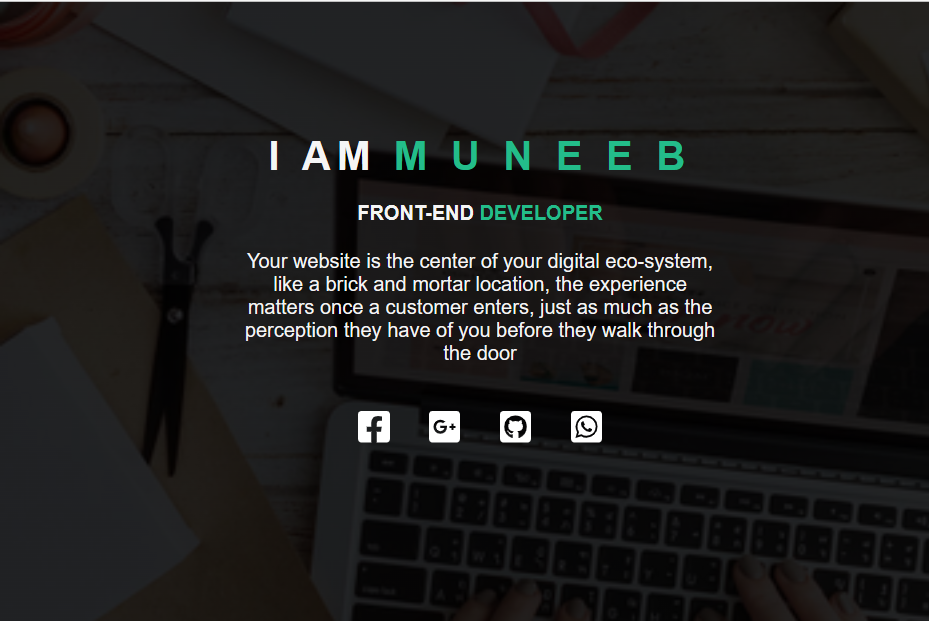 I AM MUNEEB
FRONT-END DEVELOPER
Your website is the center of your digital eco-system,
like a brick and mortar location, the experience
matters once a customer enters, just as much as the
perception they have of you before they walk through
the door
G+